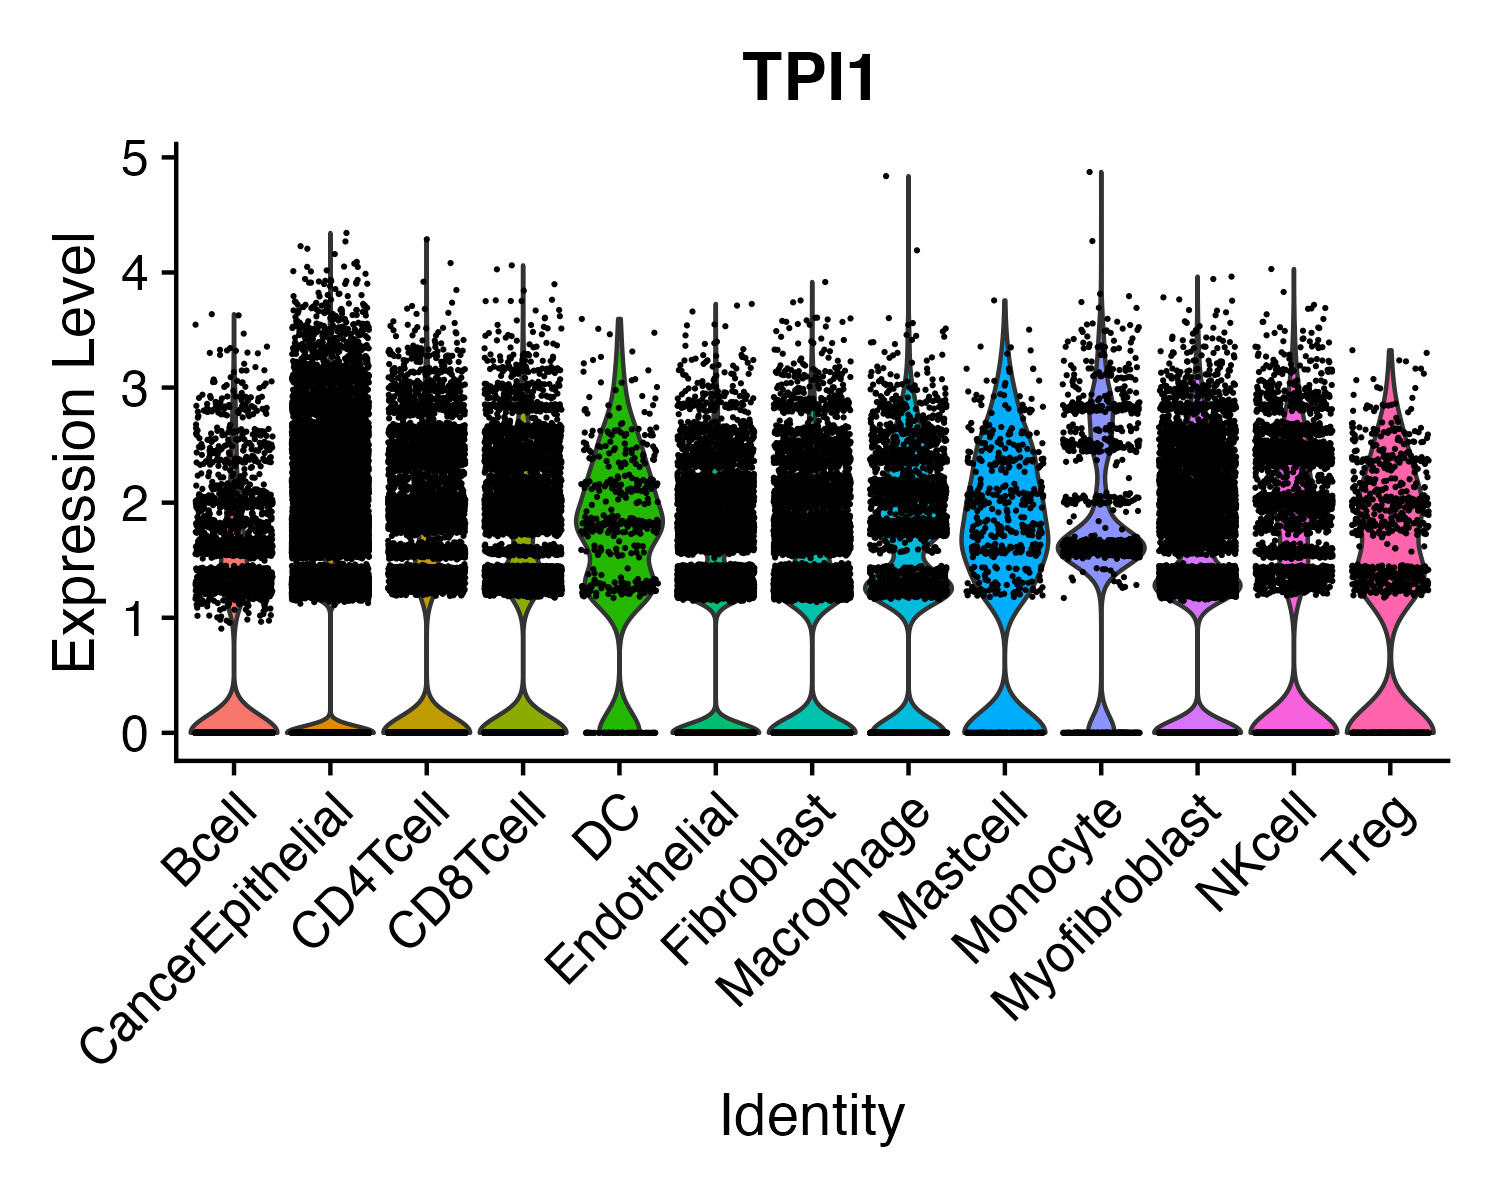 TPI1
Expression Level
5
4
3
2
1
0
Bcell
CancerEpithelial
CD4Tcell
CD8Tcell
DC
Endothelial
Fibroblast
Macrophage
Mastcell
Monocyte
Myofibroblast
NKcell
Treg
Identity